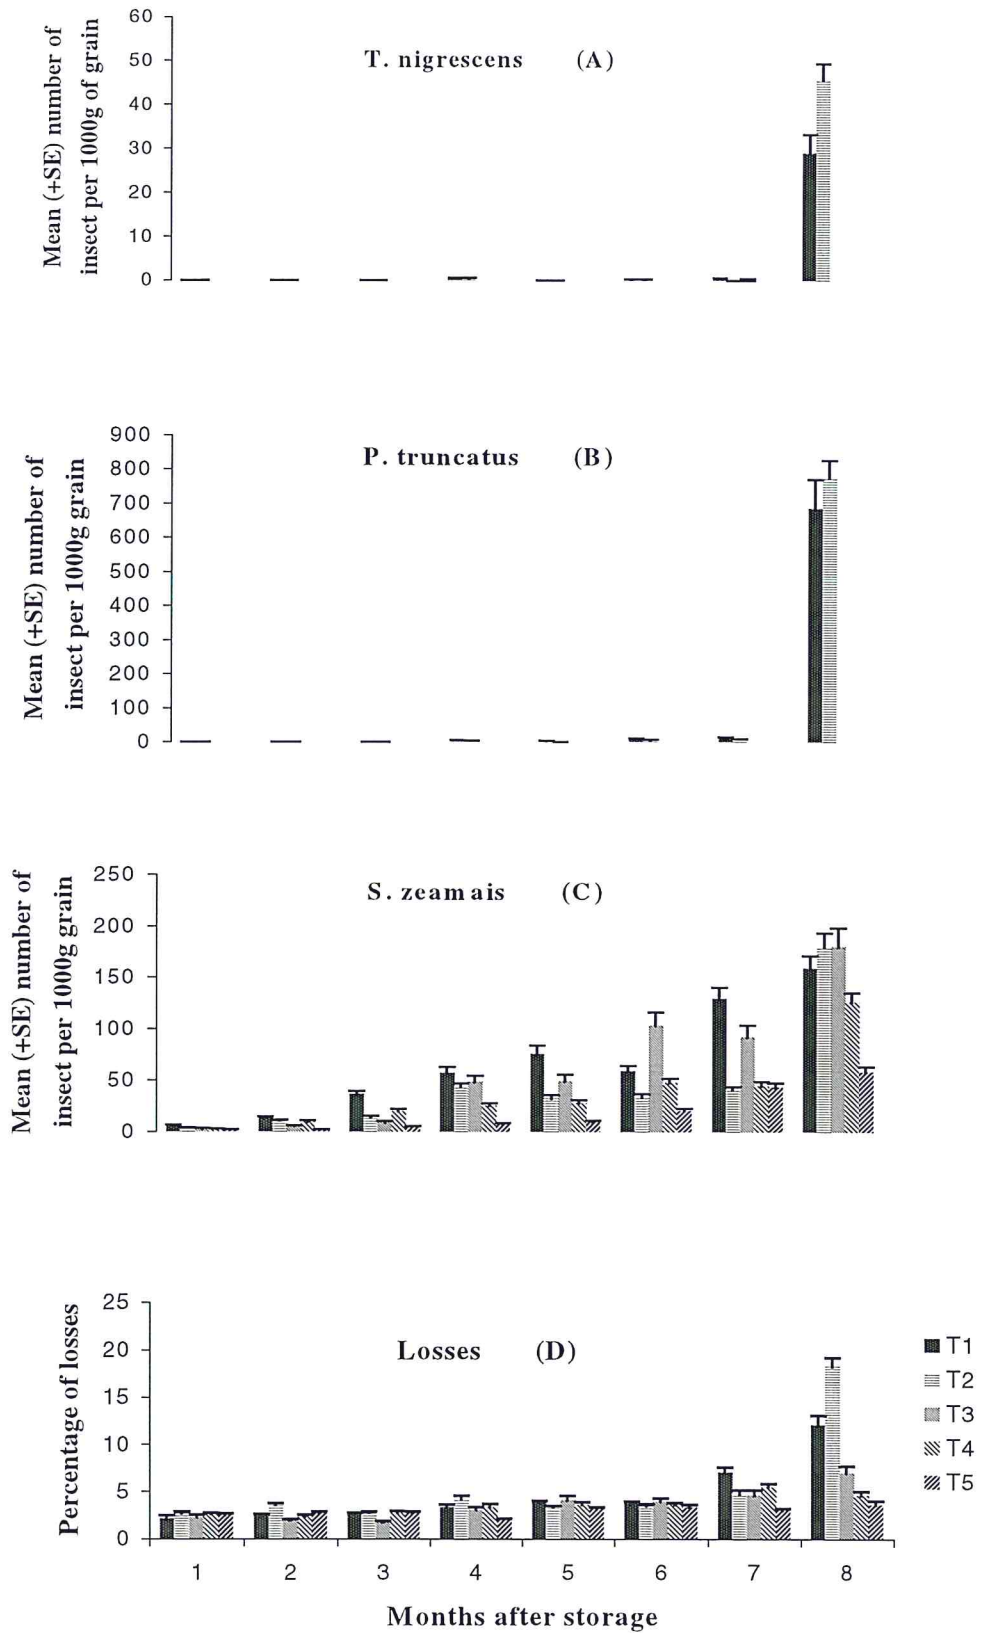 Mean (+SE) number of
insect per 1000g of grain
60
50
40
30
20
10
0
T. nigrescens (A)
Mean (+SE) number of
insect per 1000g grain
900
800
700
600
500
400
300
200
100
0
P. truncatus (B)
Mean (+SE) number of
insect per 1000g grain
250
200
150
100
50
0
S. zeamais (C)
Percentage of losses
25
20
15
10
5
0
Losses (D)
T1
T2
T3
T4
T5
1 2 3 4 5 6 7 8
Months after storage